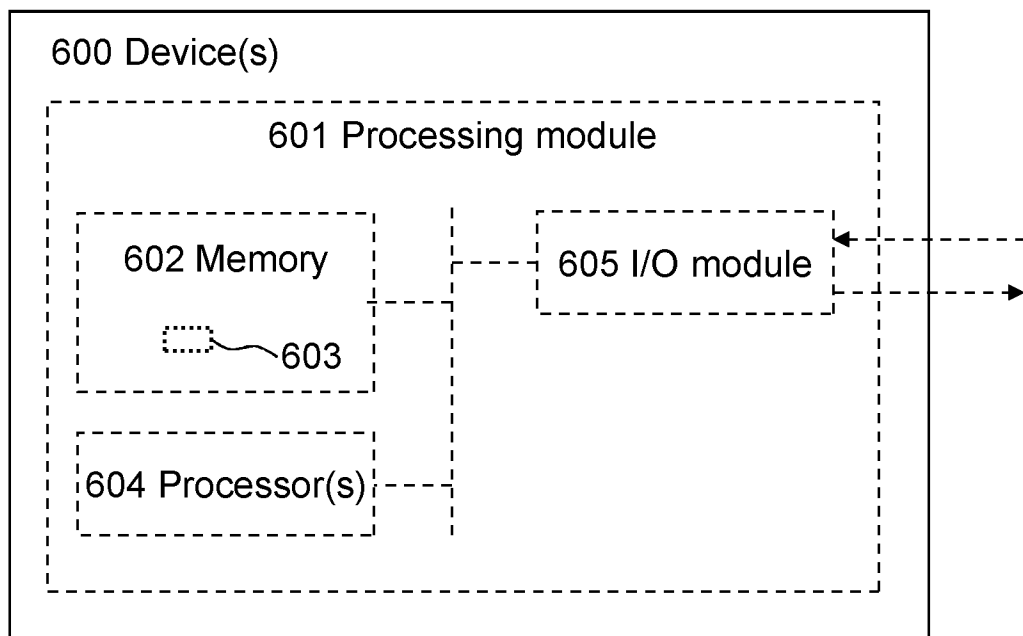 600 Device(s)
601 Processing module
602 Memory
605 I/O module
603
604 Processor(s)